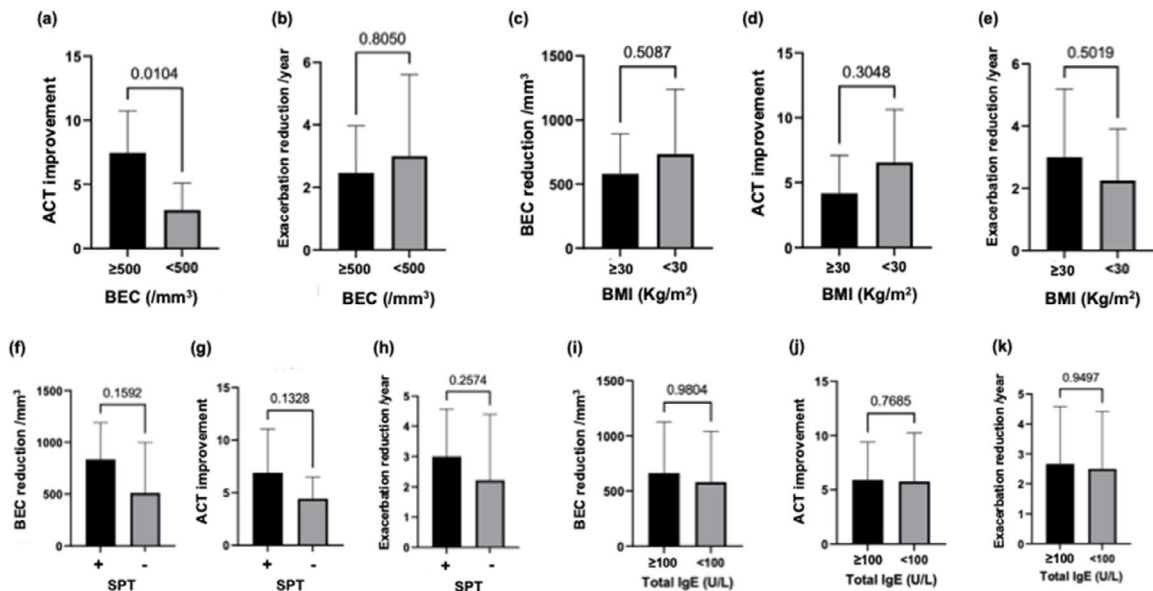 (a)
0.0104
ACT improvement
15
10
5
0
≥500 <500
BEC (/mm³)
(b)
0.8050
Exacerbation reduction /year
6
4
2
0
≥500 <500
BEC (/mm³)
(c)
0.5087
BEC reduction /mm³
1500
1000
500
0
≥30 <30
BMI (Kg/m²)
(d)
0.3048
ACT improvement
15
10
5
0
≥30 <30
BMI (Kg/m²)
(e)
0.5019
Exacerbation reduction /year
6
4
2
0
≥30 <30
BMI (Kg/m²)
(f)
0.1592
BEC reduction /mm³
1500
1000
500
0
+ -
SPT
(g)
0.1328
ACT improvement
15
10
5
0
+ -
SPT
(h)
0.2574
Exacerbation reduction /year
5
4
3
2
1
0
+ -
SPT
(i)
0.9804
BEC reduction /mm³
1500
1000
500
0
≥100 <100
Total IgE (U/L)
(j)
0.7685
ACT improvement
15
10
5
0
≥100 <100
Total IgE (U/L)
(k)
0.9497
Exacerbation reduction /year
5
4
3
2
1
0
≥100 <100
Total IgE (U/L)